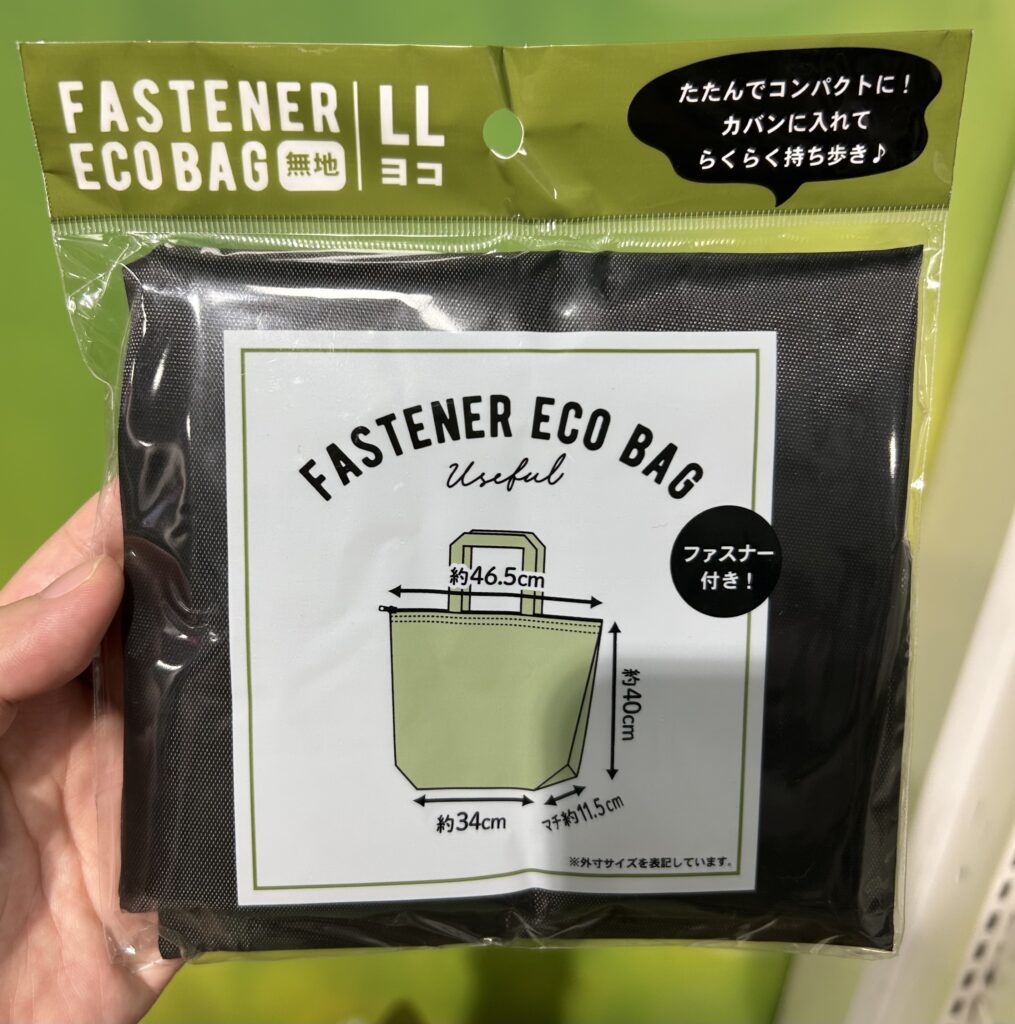 FASTENER
ECO BAG 無地
LL
ヨコ
たたんでコンパクトに！
カバンに入れて
らくらく持ち歩き♪
FASTENER ECO BAG
Useful
ファスナー
付き！
約46.5cm
約40cm
約34cm
マチ約11.5cm
※外寸サイズを表記しています。